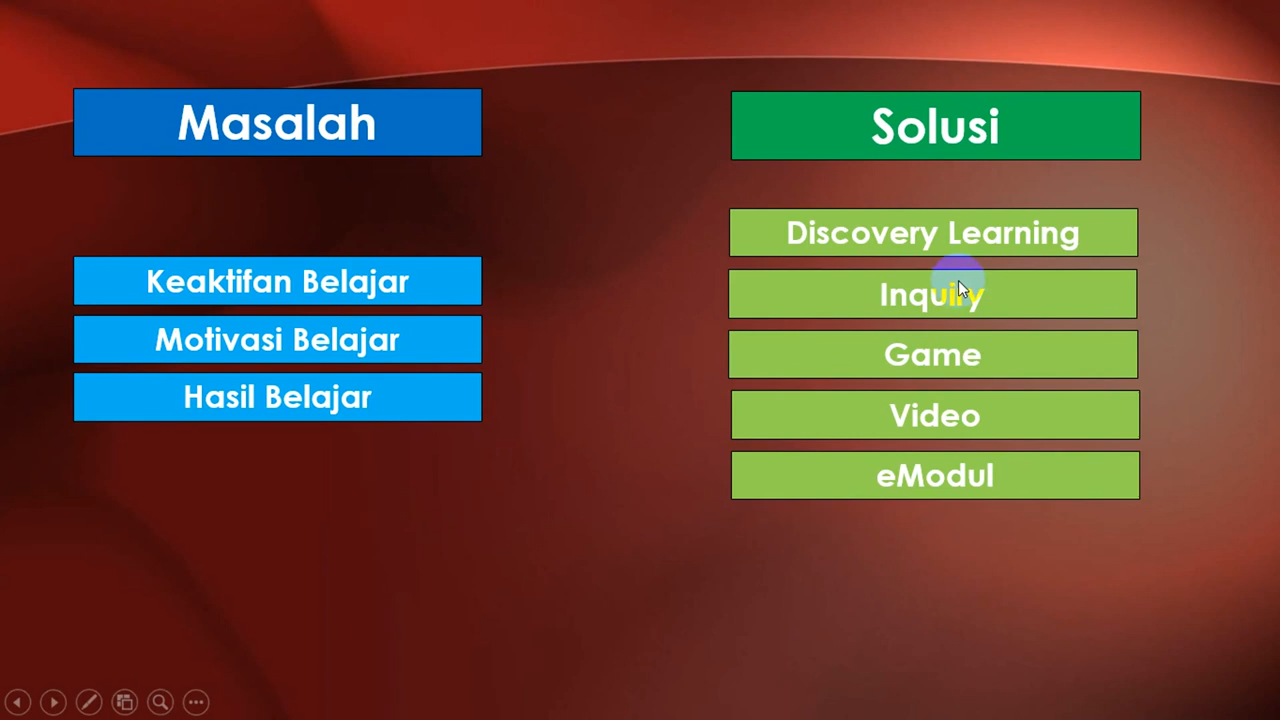 Masalah
Keaktifan Belajar
Motivasi Belajar
Hasil Belajar
Solusi
Discovery Learning
Inquiry
Game
Video
eModul